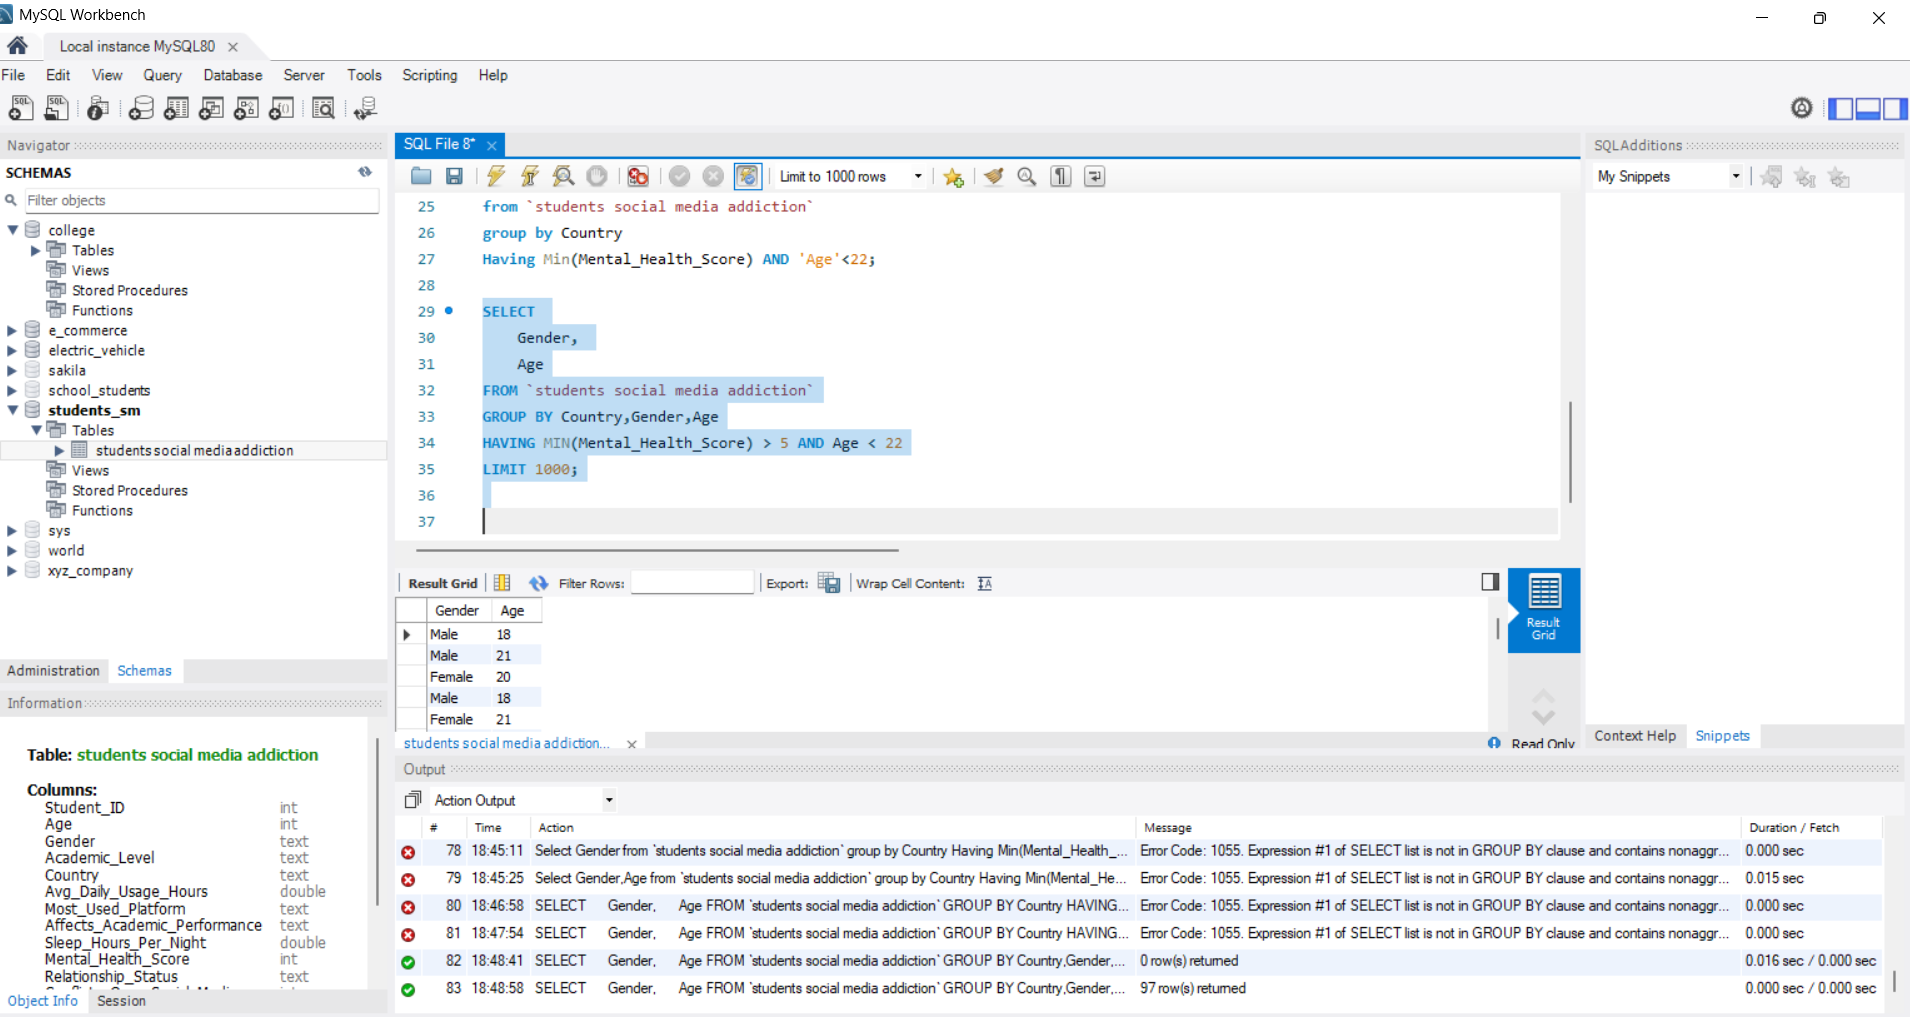 MySQL Workbench
Local instance MySQL80
File Edit View Query Database Server Tools Scripting Help
Navigator
SCHEMAS
Filter objects
college
Tables
Views
Stored Procedures
Functions
e_commerce
electric_vehicle
sakila
school_students
students_sm
Tables
students social media addiction
Views
Stored Procedures
Functions
sys
world
xyz_company
Administration Schemas
Information
Table: students social media addiction
Columns:
Student_ID int
Age int
Gender text
Academic_Level text
Country text
Avg_Daily_Usage_Hours double
Most_Used_Platform text
Affects_Academic_Performance text
Sleep_Hours_Per_Night double
Mental_Health_Score int
Relationship_Status text
Object Info Session
SQL File 8*
Limit to 1000 rows
25 from `students social media addiction`
26 group by Country
27 Having Min(Mental_Health_Score) AND 'Age'<22;
28
29 SELECT
30 Gender,
31 Age
32 FROM `students social media addiction`
33 GROUP BY Country,Gender,Age
34 HAVING MIN(Mental_Health_Score) > 5 AND Age < 22
35 LIMIT 1000;
36
37
Result Grid Filter Rows: Export: Wrap Cell Content:
Gender Age
Male 18
Male 21
Female 20
Male 18
Female 21
Result
Grid
students social media addiction...
Read Only
SQLAdditions
My Snippets
Context Help Snippets
Output
Action Output
# Time Action Message Duration / Fetch
78 18:45:11 Select Gender from `students social media addiction` group by Country Having Min(Mental_Health_... Error Code: 1055. Expression #1 of SELECT list is not in GROUP BY clause and contains nonaggr... 0.000 sec
79 18:45:25 Select Gender,Age from `students social media addiction` group by Country Having Min(Mental_He... Error Code: 1055. Expression #1 of SELECT list is not in GROUP BY clause and contains nonaggr... 0.015 sec
80 18:46:58 SELECT Gender, Age FROM `students social media addiction` GROUP BY Country HAVING... Error Code: 1055. Expression #1 of SELECT list is not in GROUP BY clause and contains nonaggr... 0.000 sec
81 18:47:54 SELECT Gender, Age FROM `students social media addiction` GROUP BY Country HAVING... Error Code: 1055. Expression #1 of SELECT list is not in GROUP BY clause and contains nonaggr... 0.000 sec
82 18:48:41 SELECT Gender, Age FROM `students social media addiction` GROUP BY Country,Gender,... 0 row(s) returned 0.016 sec / 0.000 sec
83 18:48:58 SELECT Gender, Age FROM `students social media addiction` GROUP BY Country,Gender,... 97 row(s) returned 0.000 sec / 0.000 sec